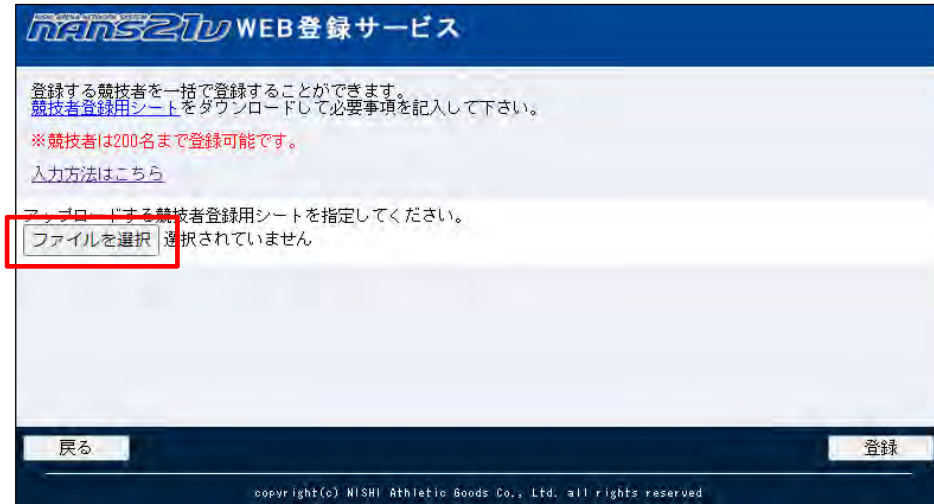 NISHI ARENA NETWORK SYSTEM
nans21v WEB登録サービス
登録する競技者を一括で登録することができます。
競技者登録用シートをダウンロードして必要事項を記入して下さい。
※競技者は200名まで登録可能です。
入力方法はこちら
アップロードする競技者登録用シートを指定してください。
ファイルを選択 選択されていません
戻る 登録
copyright(c) NISHI Athletic Goods Co., Ltd. all rights reserved